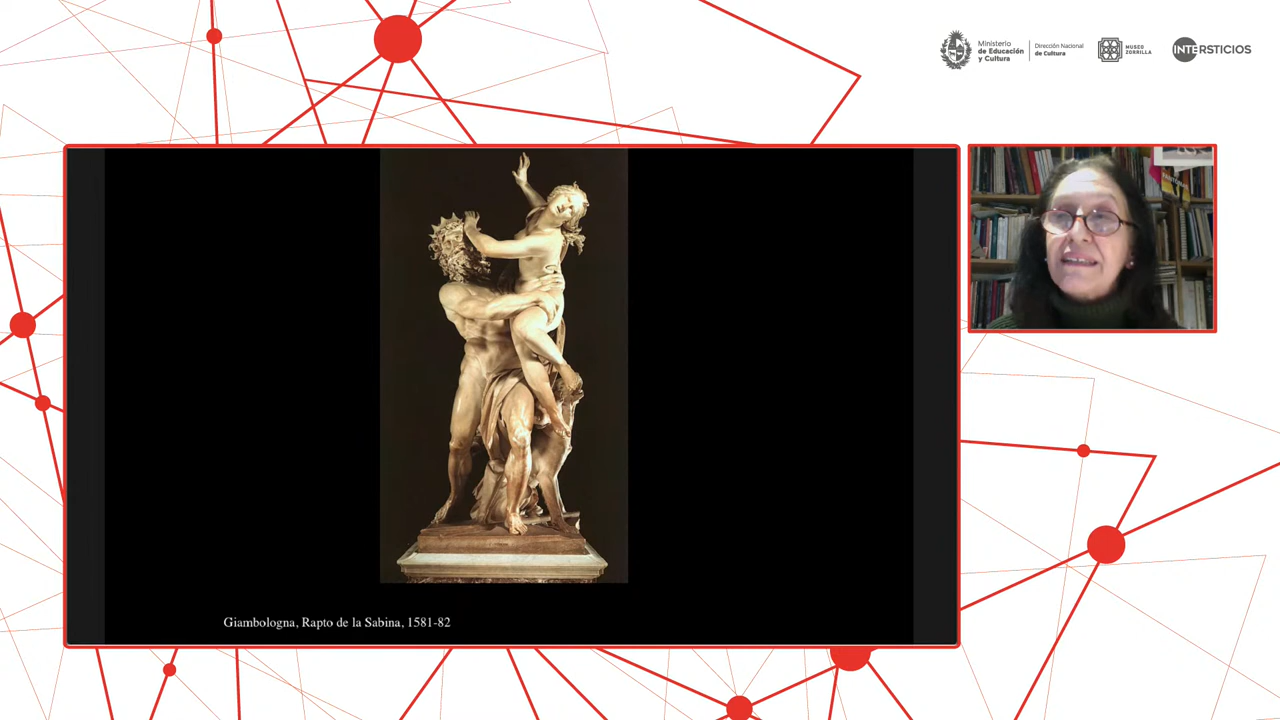 Ministerio
de Educación
y Cultura
Dirección Nacional
de Cultura
MUSEO
ZORRILLA
INTERSTICIOS
Giambologna, Rapto de la Sabina, 1581-82